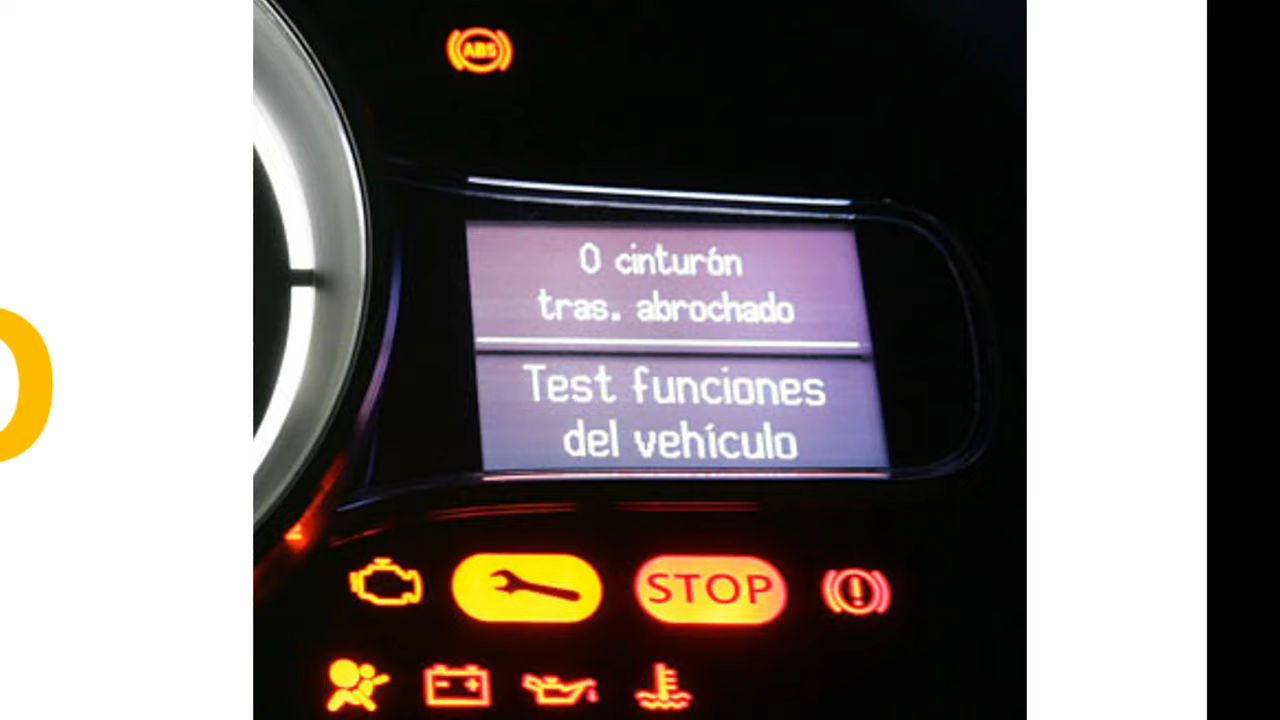 ABS
0 cinturón
tras. abrochado
Test funciones
del vehículo
STOP